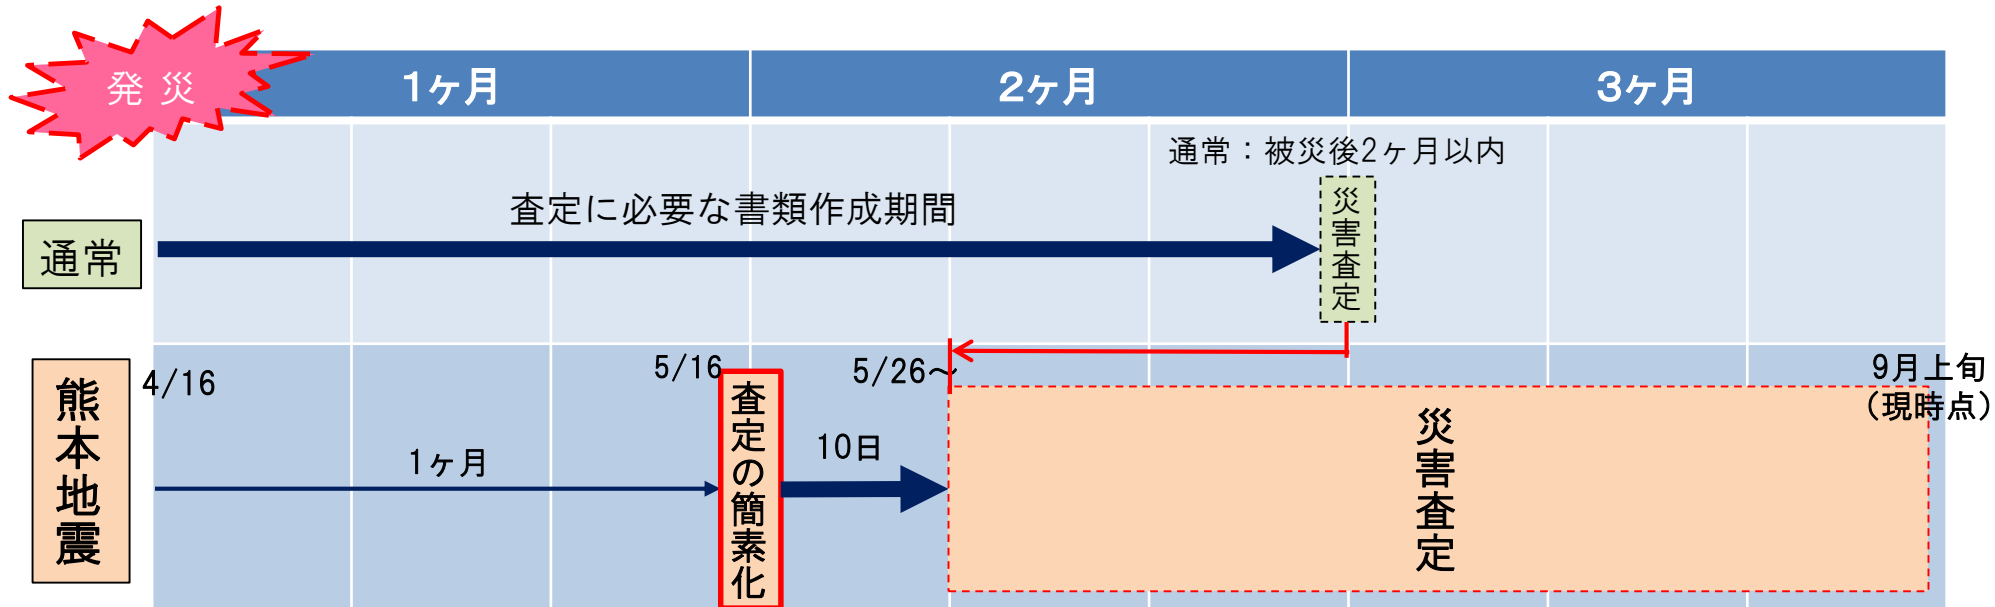 発 災
1ヶ月
2ヶ月
3ヶ月
通常：被災後2ヶ月以内
査定に必要な書類作成期間
災害査定
通常
熊本地震
4/16
5/16
5/26～
9月上旬
（現時点）
1ヶ月
査定の簡素化
10日
災害査定